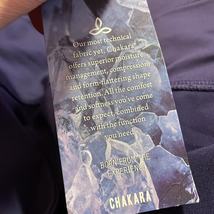 Our most technical
fabric yet, Chakara®
offers superior moisture
management, compression
and form-flattering shape
retention. All the comfort
and softness you've come
to expect, combined
with the function
you need.
BORN FROM THE
EXPERIENCE
CHAKARA